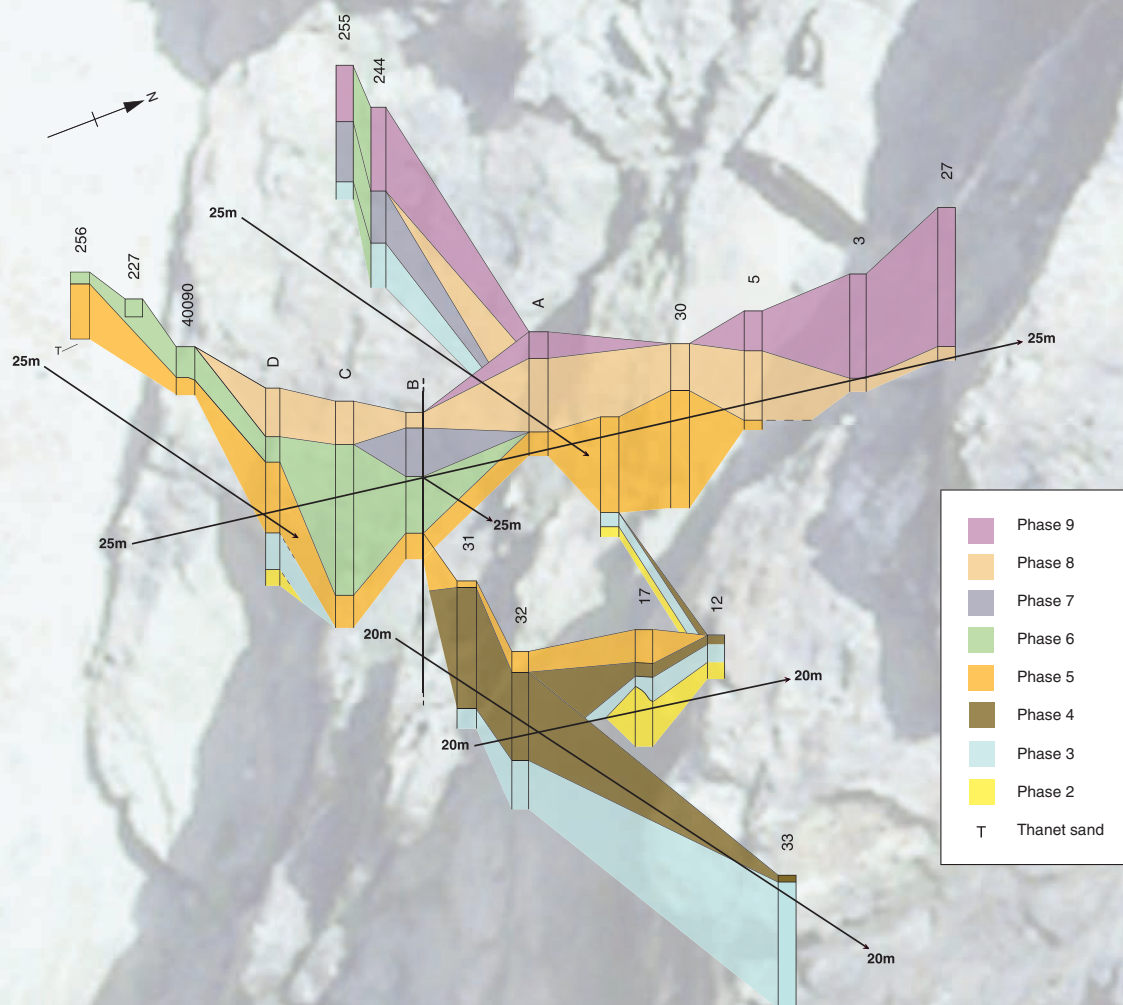 255
244
N
27
25m
256
227
3
5
40090
A
30
25m
T
25m
D
C
B
25m
25m
31
Phase 9
Phase 8
Phase 7
Phase 6
Phase 5
Phase 4
Phase 3
Phase 2
T Thanet sand
32
17
12
20m
20m
20m
33
20m